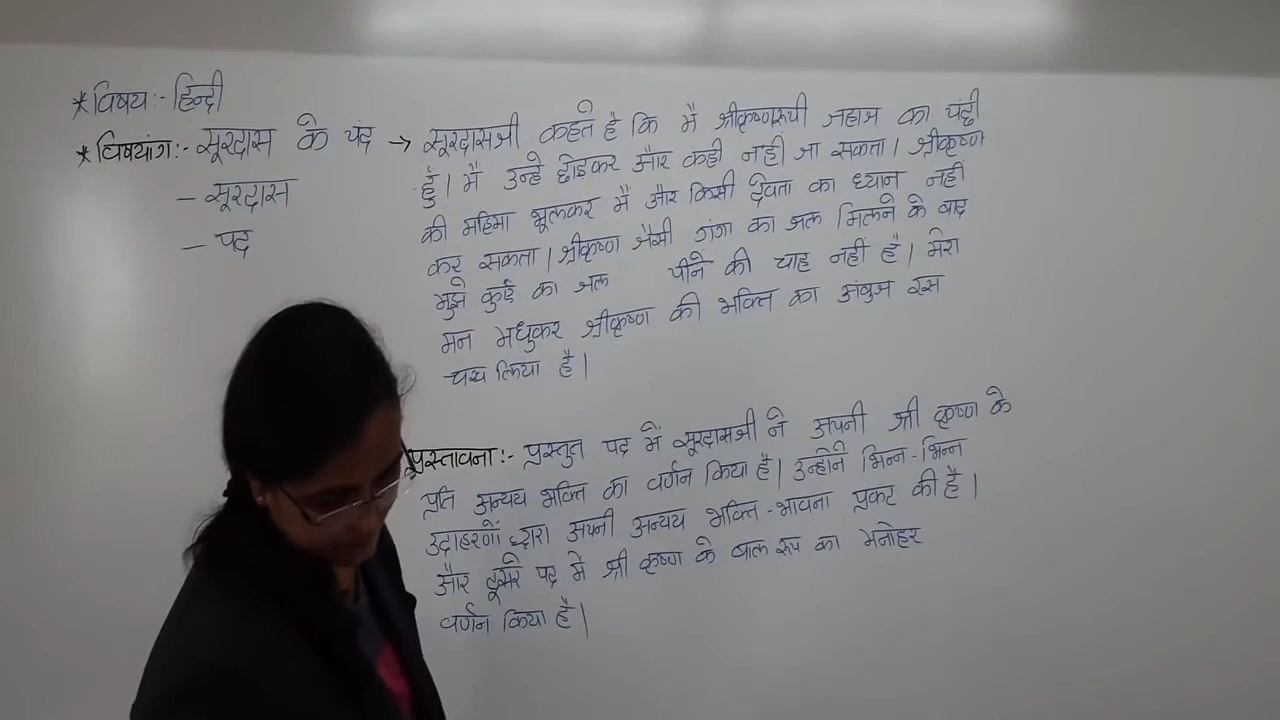 * विषय:- हिन्दी
* विषयांग:- सूरदास के पद
- सूरदास
- पद
→ सूरदासजी कहते है कि मै श्रीकृष्णरूपी जहाज का पंछी
हुँ। मै उन्हे छोड़कर और कही नही जा सकता। श्रीकृष्ण
की महिमा भूलकर मैं और किसी देवता का ध्यान नहीं
कर सकता। श्रीकृष्ण जैसी गंगा का जल मिलने के बाद
मुझे कुएँ का जल पीने की चाह नहीं है। मेरा
मन मधुकर श्रीकृष्ण की भक्ति का अंबुज रस
चख लिया है।
प्रस्तावना:- प्रस्तुत पद में सूरदासजी ने अपनी श्री कृष्ण के
प्रति अनन्य भक्ति का वर्णन किया है। उन्होंने भिन्न-भिन्न
उदाहरणों द्वारा अपनी अनन्य भक्ति-भावना प्रकट की है।
और दूसरे पद में श्री कृष्ण के बाल रूप का मनोहर
वर्णन किया है।